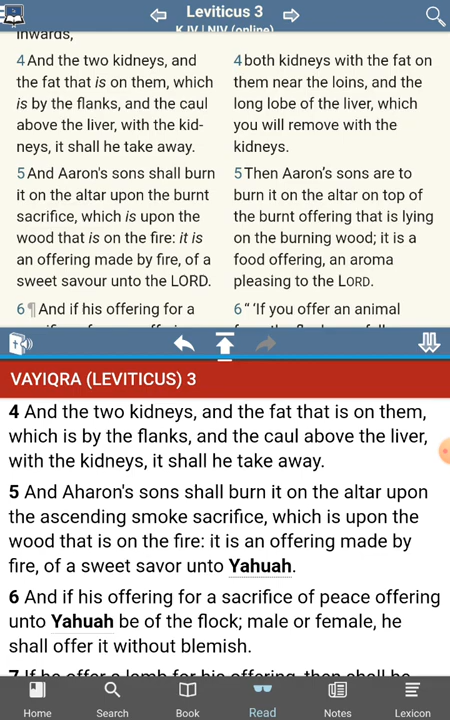 Leviticus 3
KJV | NIV (online)
inwards,
4 And the two kidneys, and
the fat that is on them, which
is by the flanks, and the caul
above the liver, with the kid-
neys, it shall he take away.
5 And Aaron's sons shall burn
it on the altar upon the burnt
sacrifice, which is upon the
wood that is on the fire: it is
an offering made by fire, of a
sweet savour unto the LORD.
6 ¶ And if his offering for a
4 both kidneys with the fat on
them near the loins, and the
long lobe of the liver, which
you will remove with the
kidneys.
5 Then Aaron’s sons are to
burn it on the altar on top of
the burnt offering that is lying
on the burning wood; it is a
food offering, an aroma
pleasing to the LORD.
6 “ ‘If you offer an animal
VAYIQRA (LEVITICUS) 3
4 And the two kidneys, and the fat that is on them,
which is by the flanks, and the caul above the liver,
with the kidneys, it shall he take away.
5 And Aharon's sons shall burn it on the altar upon
the ascending smoke sacrifice, which is upon the
wood that is on the fire: it is an offering made by
fire, of a sweet savor unto Yahuah.
6 And if his offering for a sacrifice of peace offering
unto Yahuah be of the flock; male or female, he
shall offer it without blemish.
7 If he offer a lamb for his offering, then shall he
Home
Search
Book
Read
Notes
Lexicon